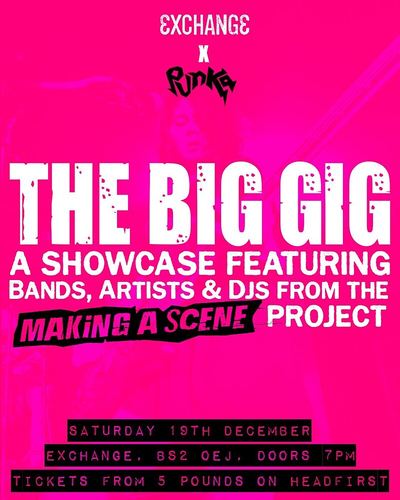 EXCHANGE
X
PUNKA
THE BIG GIG
A SHOWCASE FEATURING
BANDS, ARTISTS & DJS FROM THE
MAKING A SCENE PROJECT
SATURDAY 19TH DECEMBER
EXCHANGE, BS2 OEJ, DOORS 7PM
TICKETS FROM 5 POUNDS ON HEADFIRST